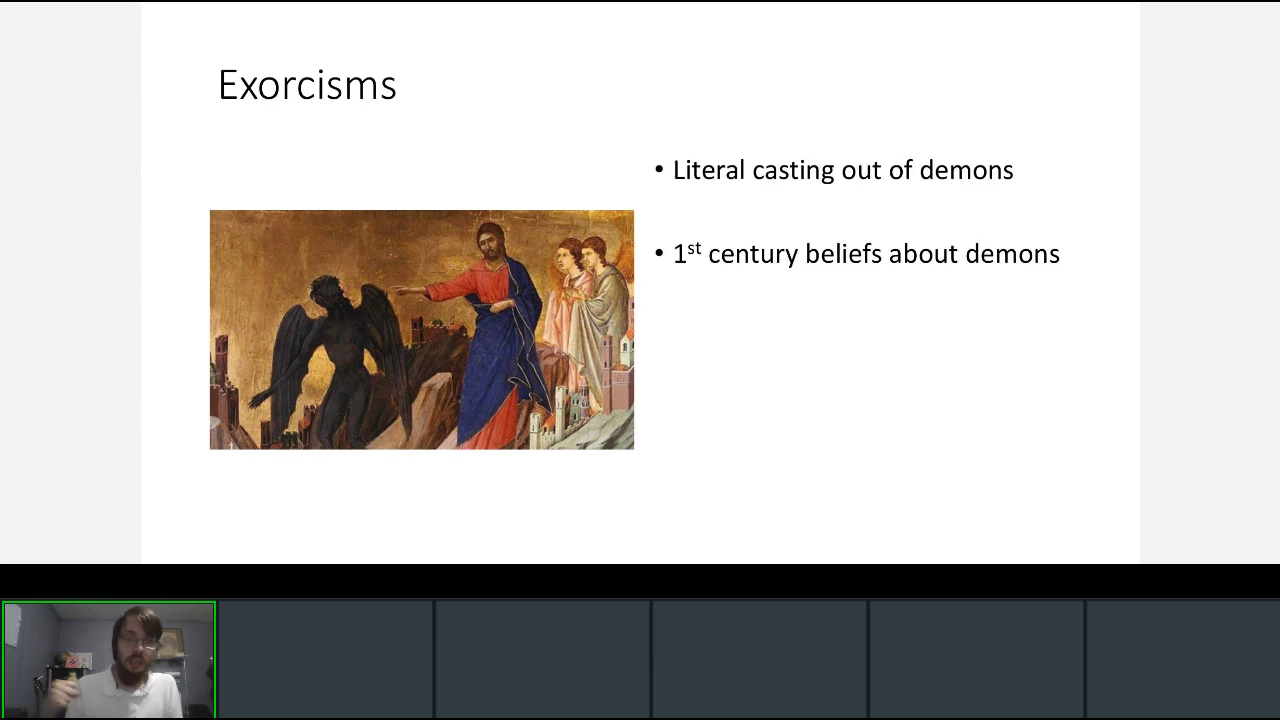 Exorcisms
• Literal casting out of demons
• 1st century beliefs about demons